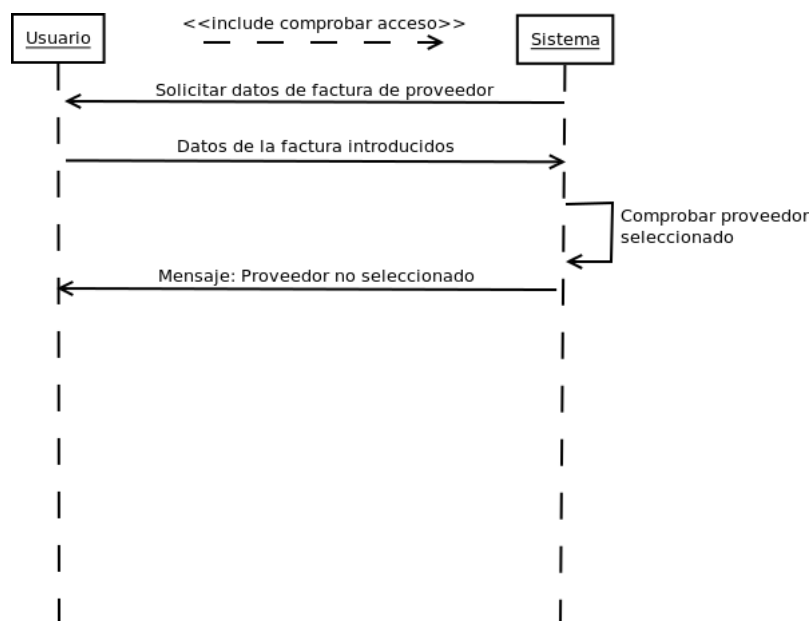 <<include comprobar acceso>>
Usuario
Sistema
Solicitar datos de factura de proveedor
Datos de la factura introducidos
Comprobar proveedor
seleccionado
Mensaje: Proveedor no seleccionado